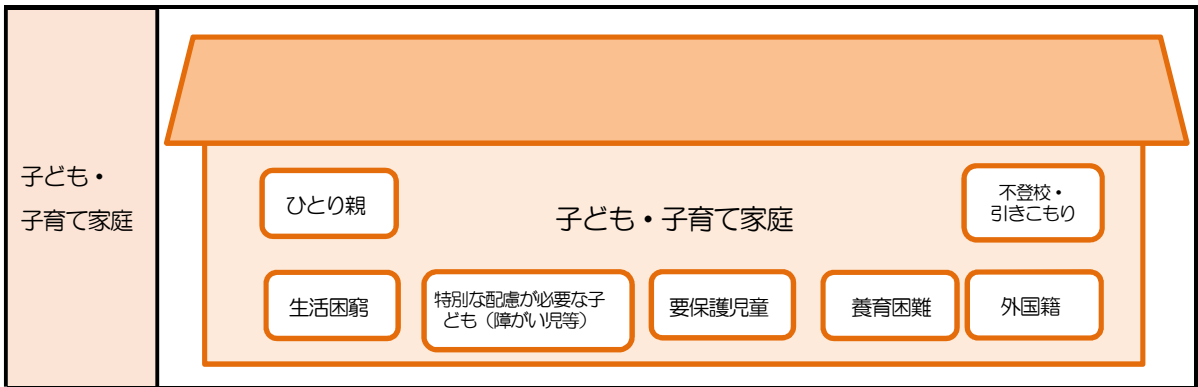 子ども・
子育て家庭
ひとり親
子ども・子育て家庭
不登校・
引きこもり
生活困窮
特別な配慮が必要な子
ども（障がい児等）
要保護児童
養育困難
外国籍